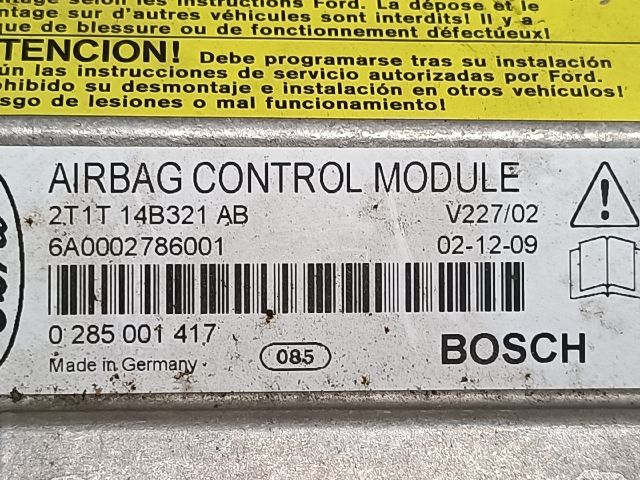 selon les instructions Ford. La dépose et le
ntage sur d'autres véhicules sont interdits! Il y a
que de blessure ou de fonctionnement défectueux!
TENCION! Debe programarse tras su instalación
ún las instrucciones de servicio autorizadas por Ford.
ohibido su desmontaje e instalación en otros vehículos!
esgo de lesiones o mal funcionamiento!
AIRBAG CONTROL MODULE
2T1T 14B321 AB V227/02
6A0002786001 02-12-09
0 285 001 417
Made in Germany 085 BOSCH